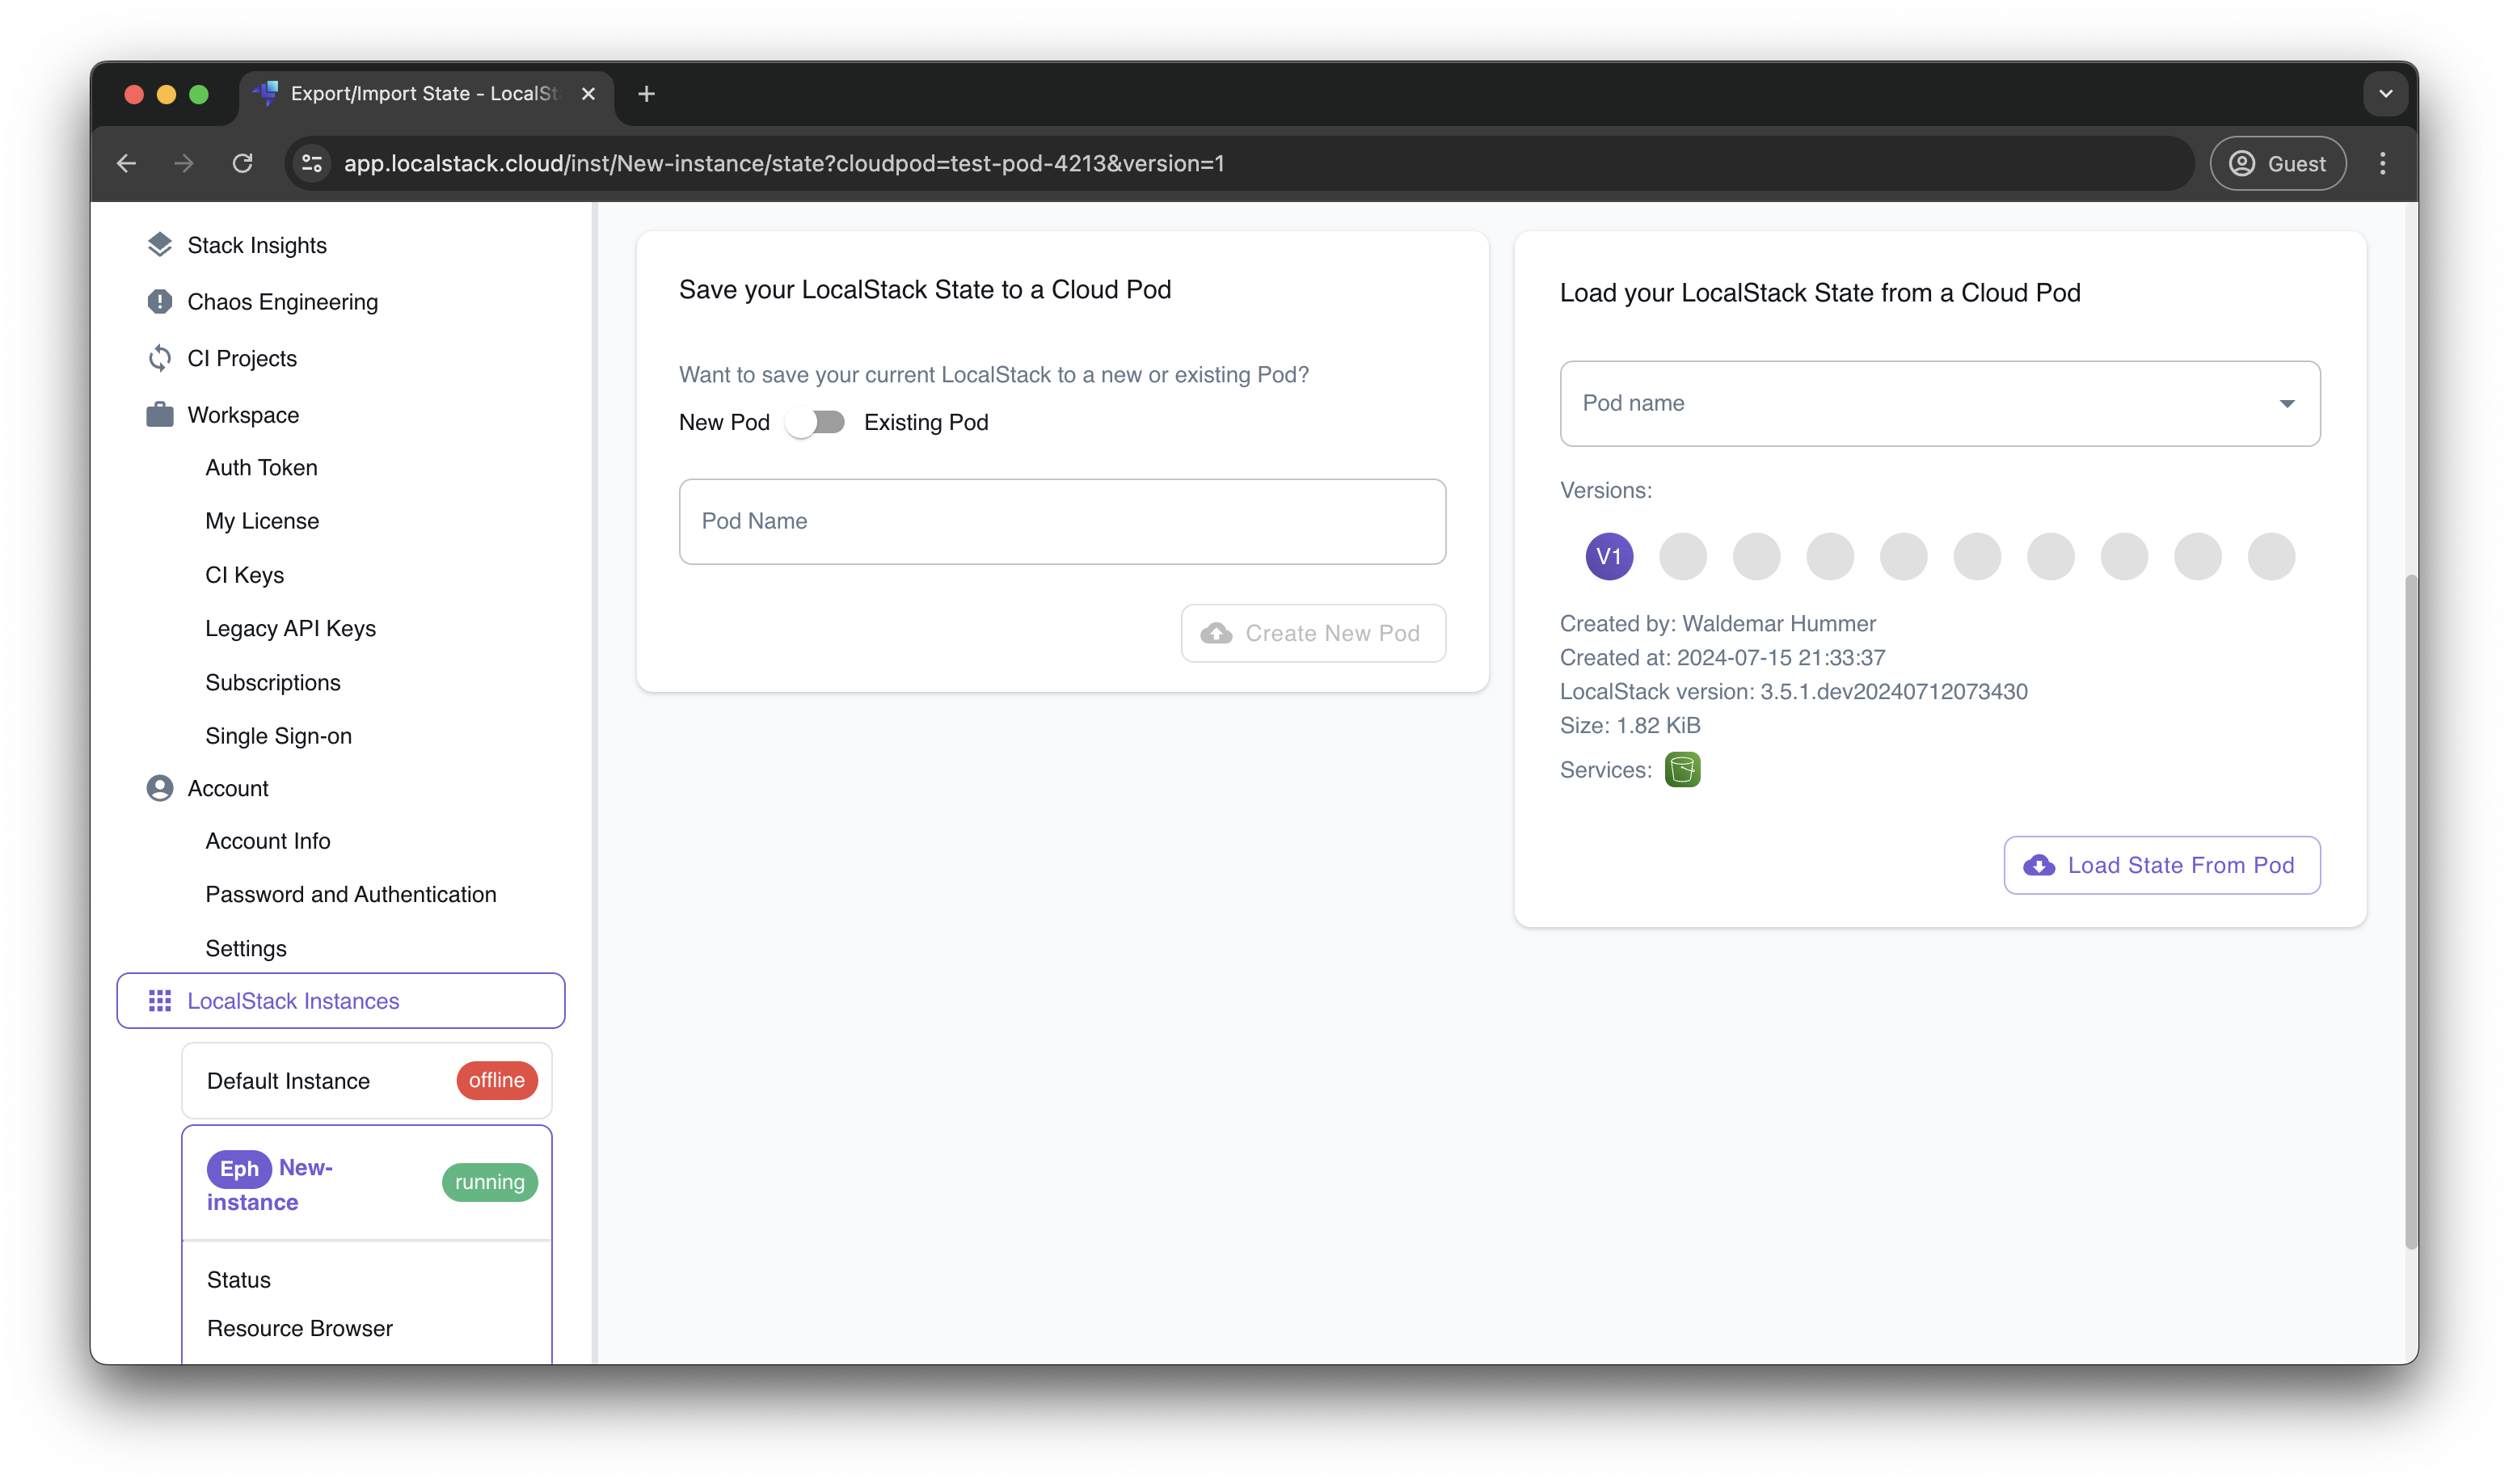 Export/Import State - LocalSt
app.localstack.cloud/inst/New-instance/state?cloudpod=test-pod-4213&version=1
Guest
Stack Insights
Chaos Engineering
CI Projects
Workspace
Auth Token
My License
CI Keys
Legacy API Keys
Subscriptions
Single Sign-on
Account
Account Info
Password and Authentication
Settings
LocalStack Instances
Default Instance
offline
Eph New-
instance
running
Status
Resource Browser
Save your LocalStack State to a Cloud Pod
Want to save your current LocalStack to a new or existing Pod?
New Pod Existing Pod
Pod Name
Create New Pod
Load your LocalStack State from a Cloud Pod
Pod name
Versions:
V1
Created by: Waldemar Hummer
Created at: 2024-07-15 21:33:37
LocalStack version: 3.5.1.dev20240712073430
Size: 1.82 KiB
Services:
Load State From Pod